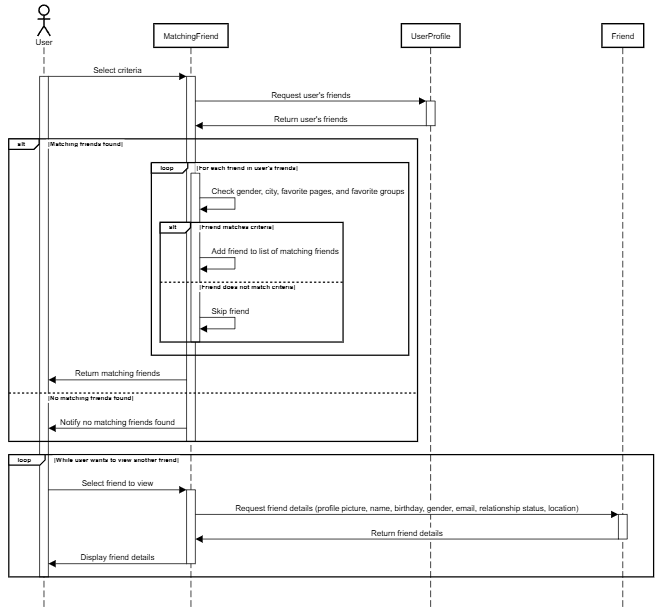 User
MatchingFriend
UserProfile
Friend
Select criteria
Request user's friends
Return user's friends
alt
[Matching friends found]
loop
[For each friend in user's friends]
Check gender, city, favorite pages, and favorite groups
alt
[Friend matches criteria]
Add friend to list of matching friends
[Friend does not match criteria]
Skip friend
Return matching friends
[No matching friends found]
Notify no matching friends found
loop
[While user wants to view another friend]
Select friend to view
Request friend details (profile picture, name, birthday, gender, email, relationship status, location)
Return friend details
Display friend details